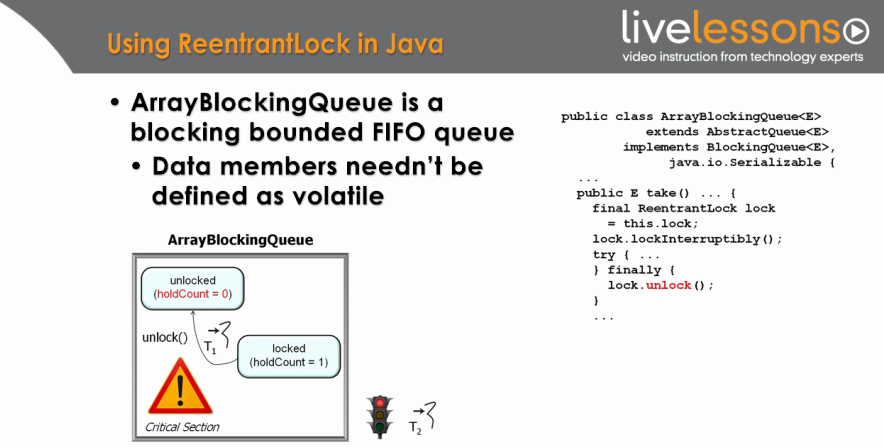 Using ReentrantLock in Java
livelessons
video instruction from technology experts
• ArrayBlockingQueue is a
blocking bounded FIFO queue
• Data members needn't be
defined as volatile
public class ArrayBlockingQueue<E>
extends AbstractQueue<E>
implements BlockingQueue<E>,
java.io.Serializable {
...
public E take() ... {
final ReentrantLock lock
= this.lock;
lock.lockInterruptibly();
try { ...
} finally {
lock.unlock();
}
...
ArrayBlockingQueue
unlocked
(holdCount = 0)
unlock()
T1
locked
(holdCount = 1)
!
Critical Section
T2